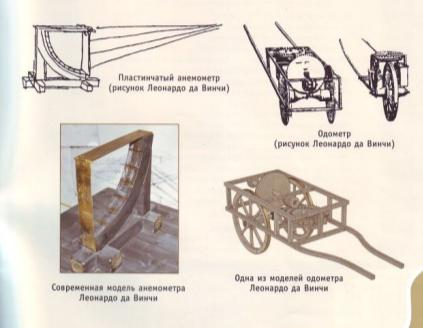 Пластинчатый анемометр
(рисунок Леонардо да Винчи)
Одометр
(рисунок Леонардо да Винчи)
Современная модель анемометра
Леонардо да Винчи
Одна из моделей одометра
Леонардо да Винчи